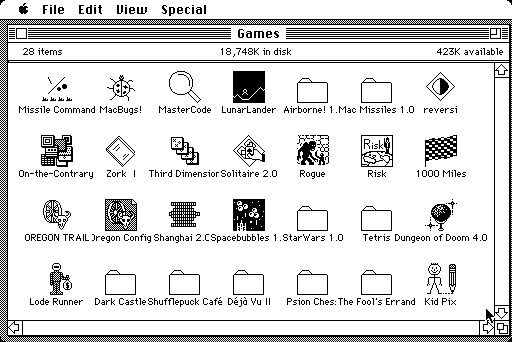 File Edit View Special
Games
28 items 18,748K in disk 423K available
Missile Command MacBugs! MasterCode LunarLander Airborne! 1. Mac Missiles 1.0 reversi
On-the-Contrary Zork I Third Dimension Solitaire 2.0 Rogue Risk 1000 Miles
Risk
OREGON TRAIL Oregon Config Shanghai 2.0 Spacebubbles 1. StarWars 1.0 Tetris Dungeon of Doom 4.0
Lode Runner Dark Castle Shufflepuck Café Déjà Vu II Psion Ches: The Fool's Errand Kid Pix